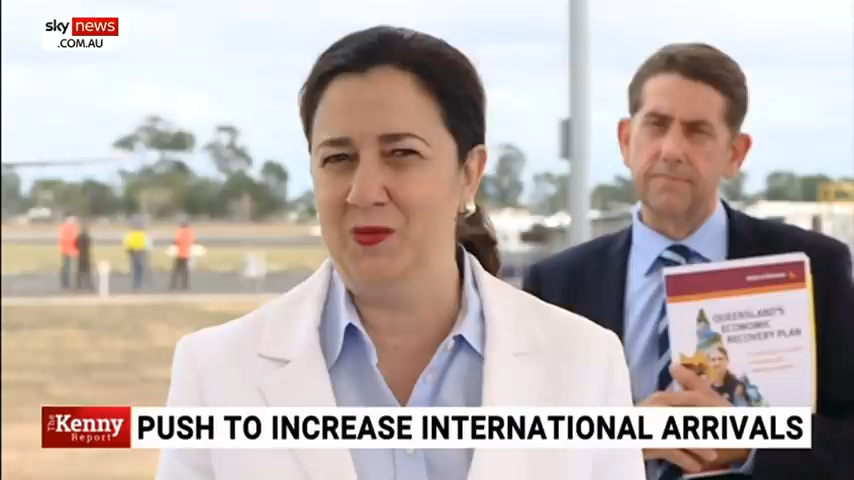 sky news
.COM.AU
QUEENSLAND'S
ECONOMIC
RECOVERY PLAN
The Kenny Report
PUSH TO INCREASE INTERNATIONAL ARRIVALS